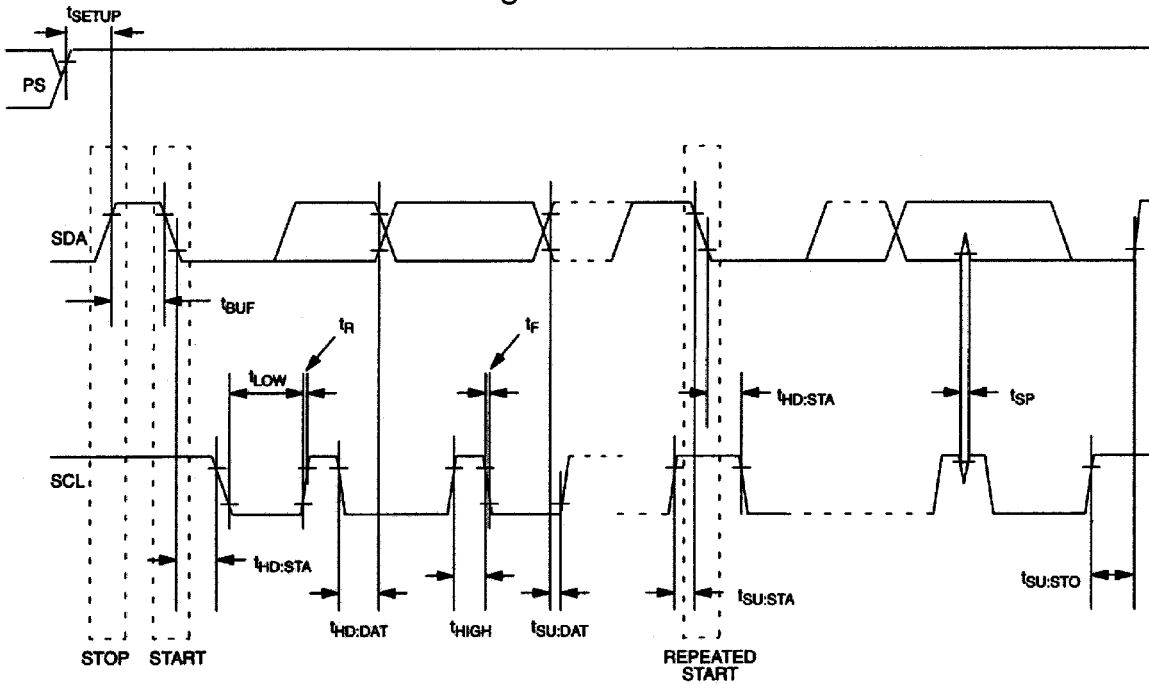 tSETUP
PS
SDA
tBUF
tR
tF
tLOW
tHD:STA
tSP
SCL
tHD:STA
tSU:STO
tSU:STA
tHD:DAT
tHIGH
tSU:DAT
STOP
START
REPEATED
START